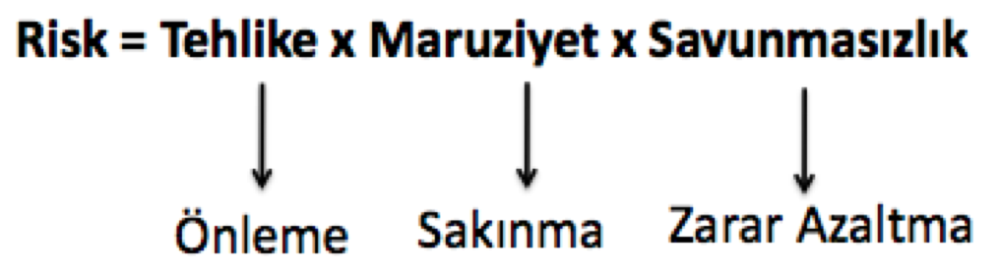 Risk = Tehlike x Maruziyet x Savunmasızlık
Önleme Sakınma Zarar Azaltma